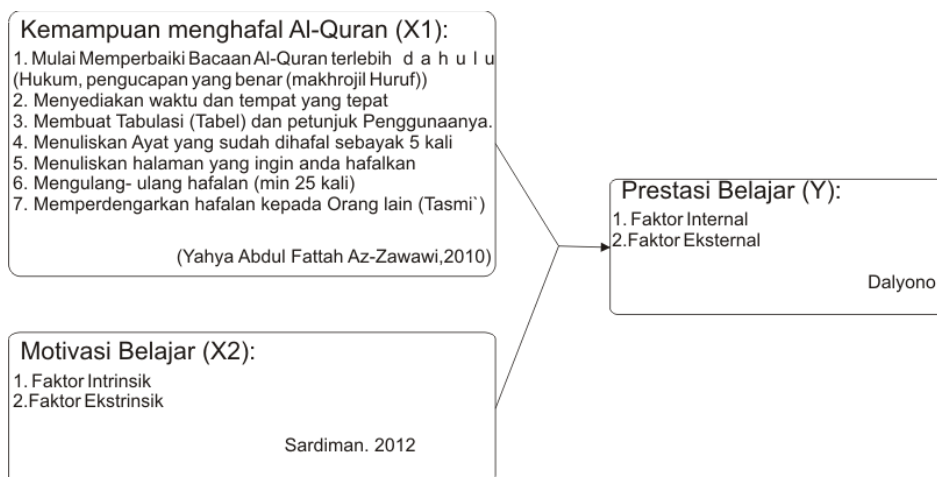 Kemampuan menghafal Al-Quran (X1):
1. Mulai Memperbaiki Bacaan Al-Quran terlebih d a h u l u
(Hukum, pengucapan yang benar (makhrojil Huruf))
2. Menyediakan waktu dan tempat yang tepat
3. Membuat Tabulasi (Tabel) dan petunjuk Penggunaanya.
4. Menuliskan Ayat yang sudah dihafal sebayak 5 kali
5. Menuliskan halaman yang ingin anda hafalkan
6. Mengulang- ulang hafalan (min 25 kali)
7. Memperdengarkan hafalan kepada Orang lain (Tasmi`)
(Yahya Abdul Fattah Az-Zawawi,2010)
Prestasi Belajar (Y):
1. Faktor Internal
2.Faktor Eksternal
Dalyono
Motivasi Belajar (X2):
1. Faktor Intrinsik
2.Faktor Ekstrinsik
Sardiman. 2012